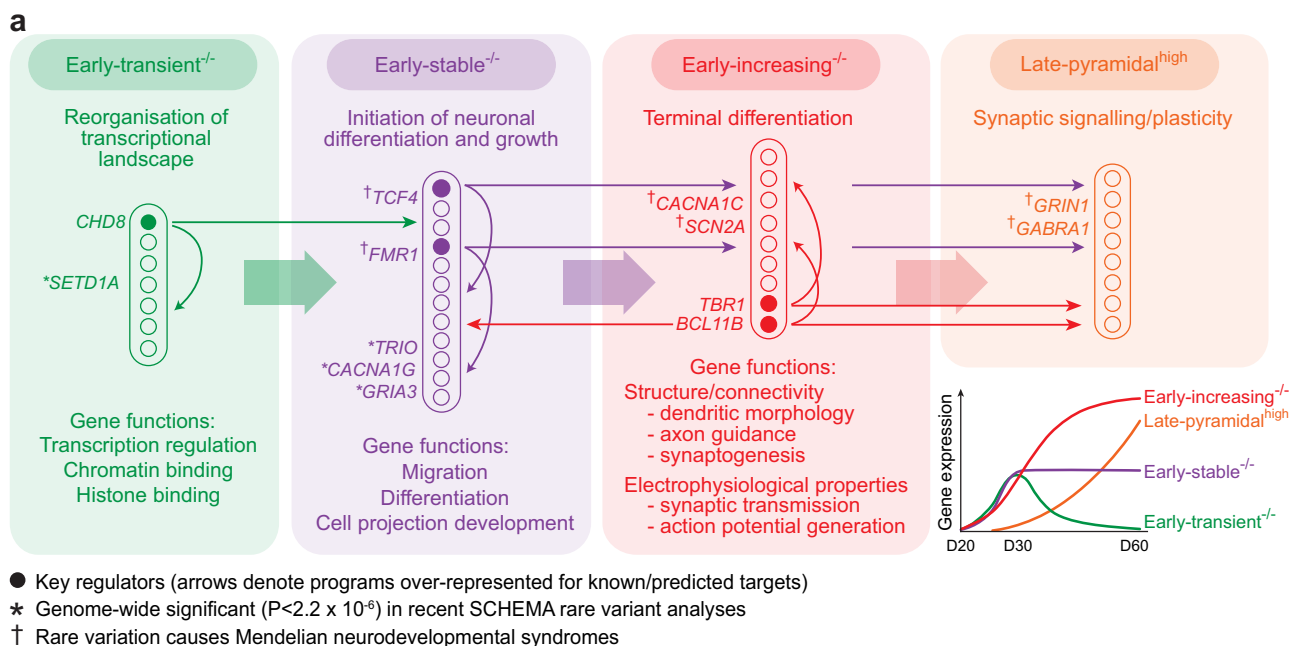 a
Early-transient-/-
Reorganisation of
transcriptional
landscape
CHD8
*SETD1A
Gene functions:
Transcription regulation
Chromatin binding
Histone binding
Early-stable-/-
Initiation of neuronal
differentiation and growth
†TCF4
†FMR1
*TRIO
*CACNA1G
*GRIA3
Gene functions:
Migration
Differentiation
Cell projection development
Early-increasing-/-
Terminal differentiation
†CACNA1C
†SCN2A
TBR1
BCL11B
Gene functions:
Structure/connectivity
- dendritic morphology
- axon guidance
- synaptogenesis
Electrophysiological properties
- synaptic transmission
- action potential generation
Late-pyramidalhigh
Synaptic signalling/plasticity
†GRIN1
†GABRA1
Gene expression
Early-increasing-/-
Late-pyramidalhigh
Early-stable-/-
Early-transient-/-
D20 D30 D60
● Key regulators (arrows denote programs over-represented for known/predicted targets)
* Genome-wide significant (P<2.2 x 10-6) in recent SCHEMA rare variant analyses
† Rare variation causes Mendelian neurodevelopmental syndromes